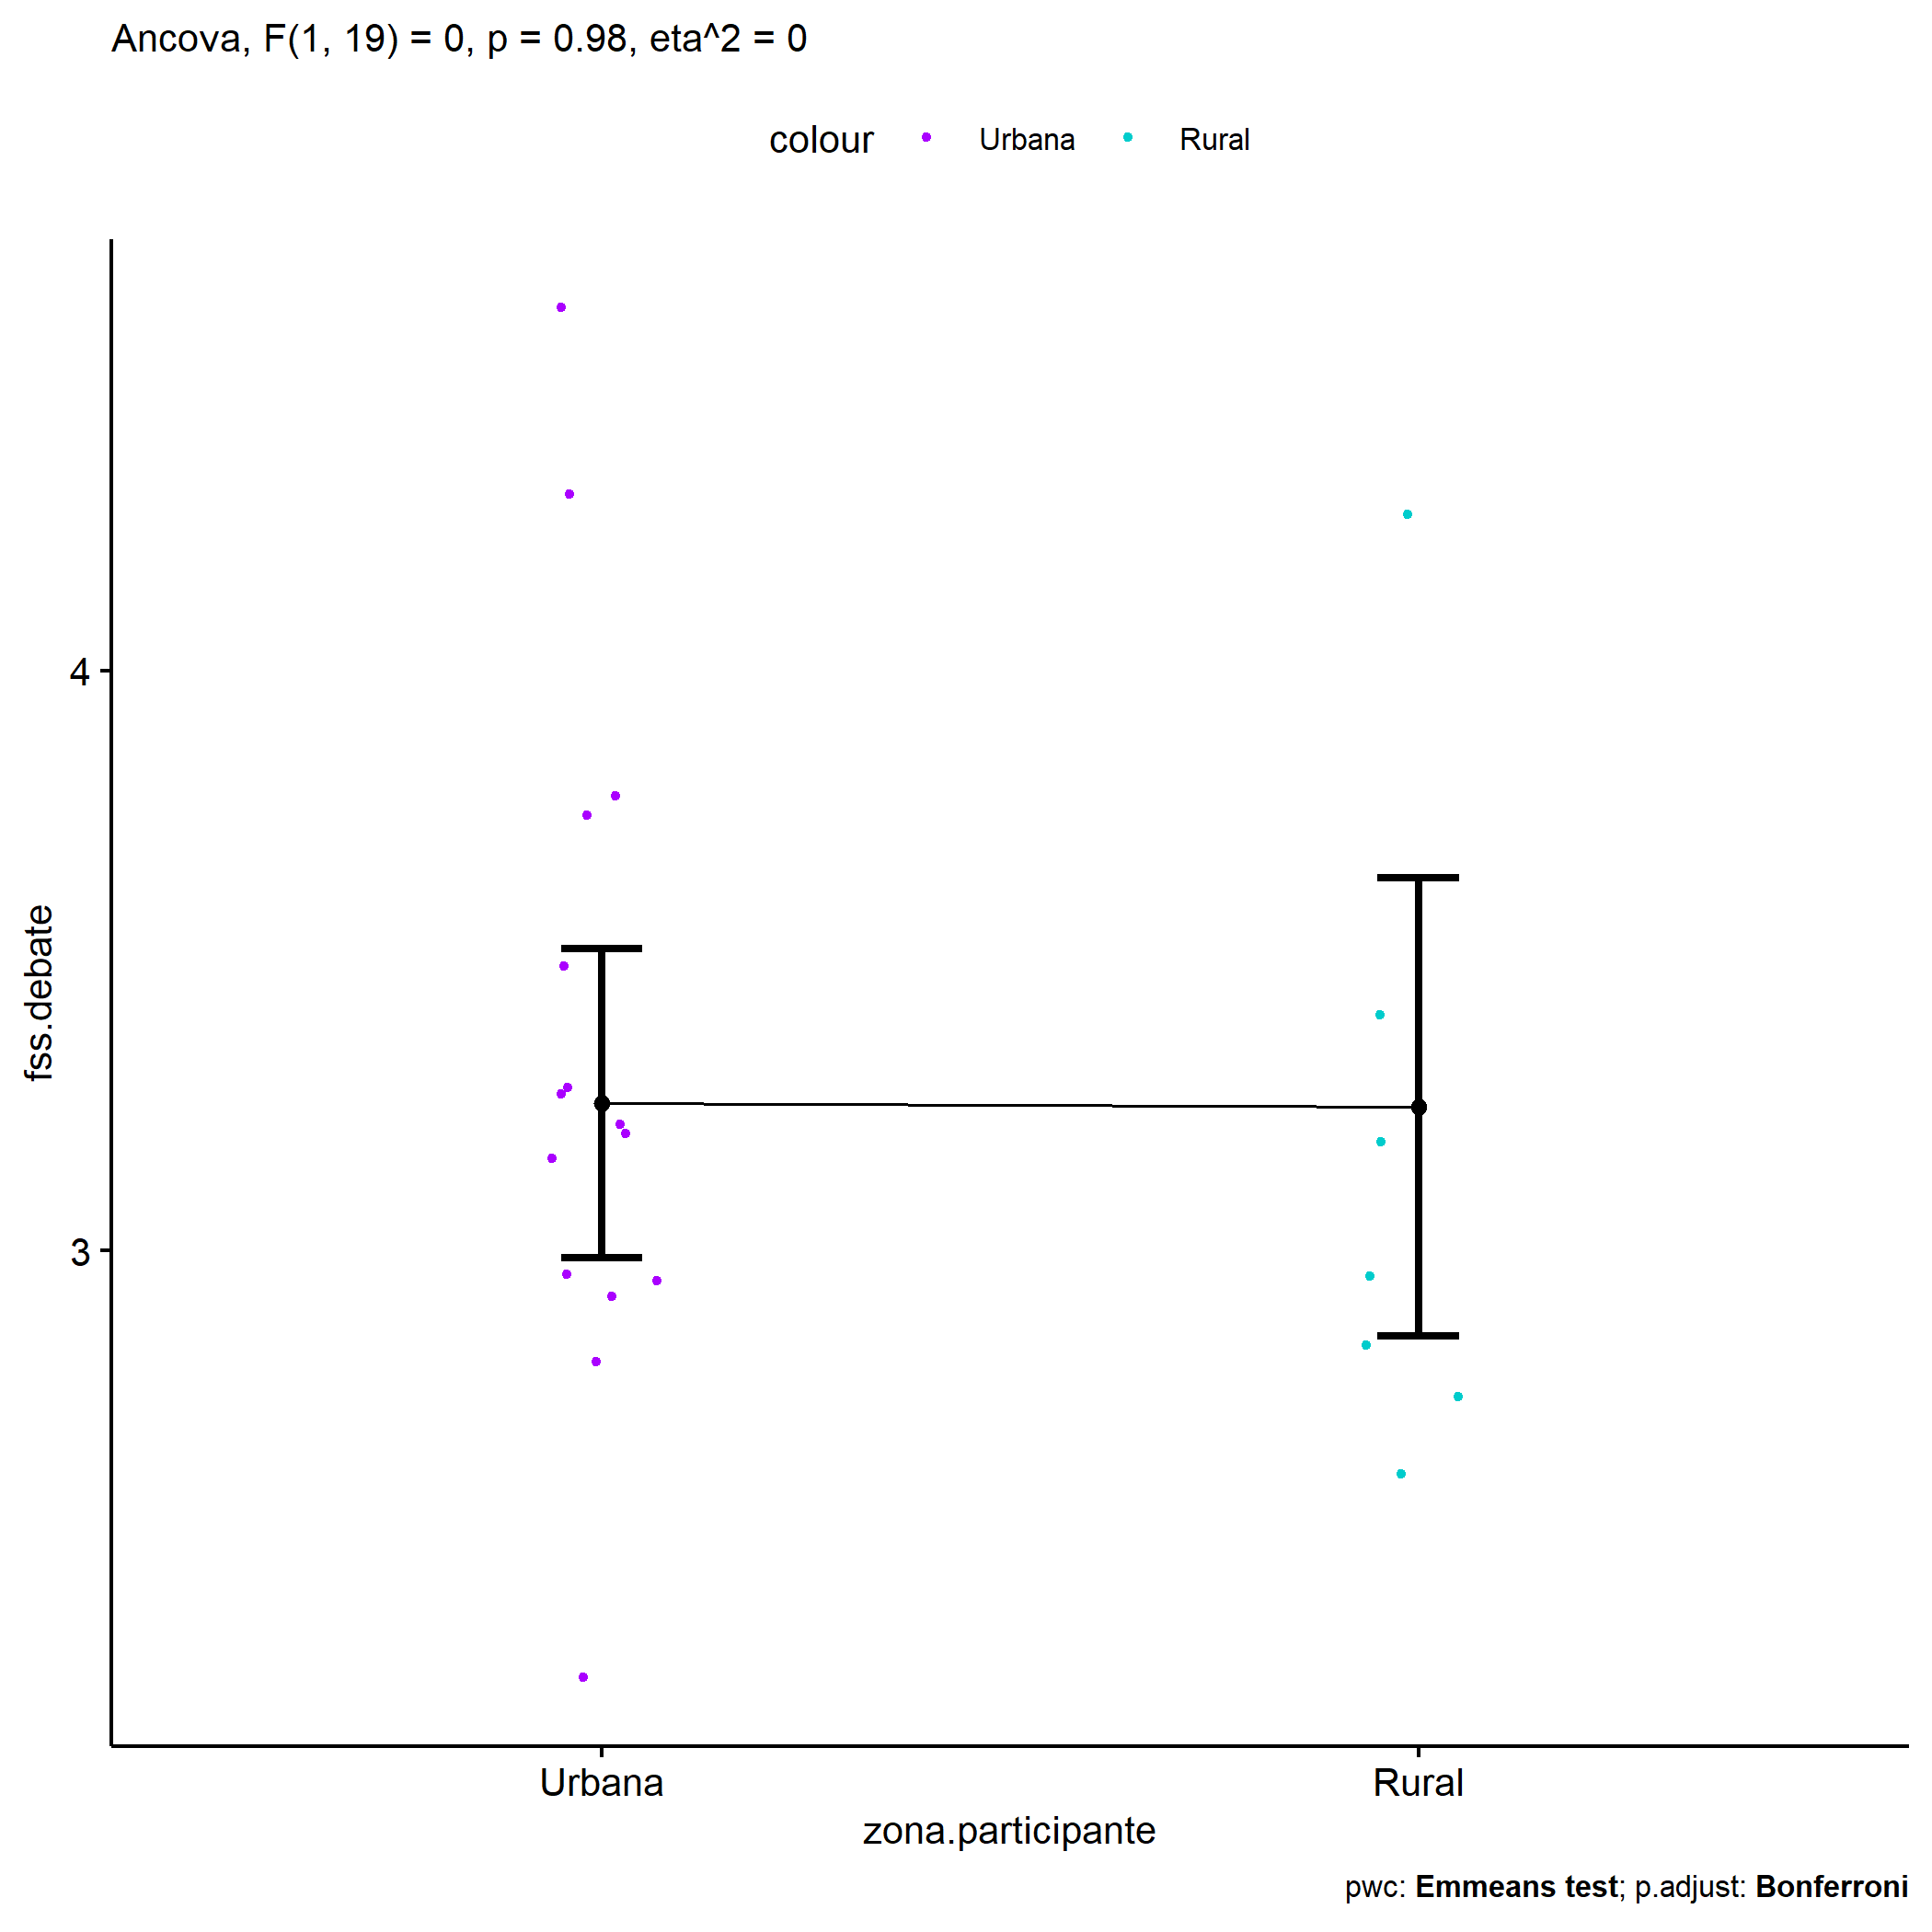 Ancova, F(1, 19) = 0, p = 0.98, eta^2 = 0
colour Urbana Rural
4
3
fss.debate
Urbana Rural
zona.participante
pwc: Emmeans test; p.adjust: Bonferroni